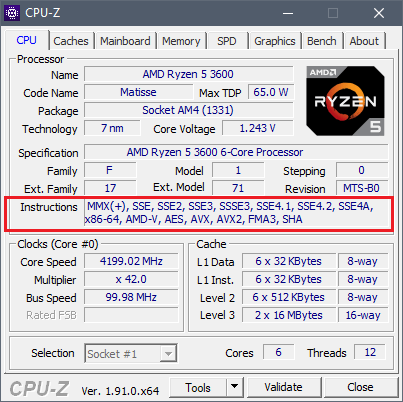 CPU-Z
CPU Caches Mainboard Memory SPD Graphics Bench About
Processor
Name AMD Ryzen 5 3600
Code Name Matisse Max TDP 65.0 W
Package Socket AM4 (1331)
Technology 7 nm Core Voltage 1.243 V
AMD
RYZEN
5
Specification AMD Ryzen 5 3600 6-Core Processor
Family F Model 1 Stepping 0
Ext. Family 17 Ext. Model 71 Revision MTS-B0
Instructions MMX(+), SSE, SSE2, SSE3, SSSE3, SSE4.1, SSE4.2, SSE4A,
x86-64, AMD-V, AES, AVX, AVX2, FMA3, SHA
Clocks (Core #0)
Core Speed 4199.02 MHz
Multiplier x 42.0
Bus Speed 99.98 MHz
Rated FSB
Cache
L1 Data 6 x 32 KBytes 8-way
L1 Inst. 6 x 32 KBytes 8-way
Level 2 6 x 512 KBytes 8-way
Level 3 2 x 16 MBytes 16-way
Selection Socket #1 Cores 6 Threads 12
CPU-Z Ver. 1.91.0.x64 Tools Validate Close